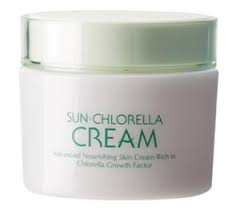 SUN·CHLORELLA
CREAM
Advanced Nourishing Skin Cream Rich in
Chlorella Growth Factor